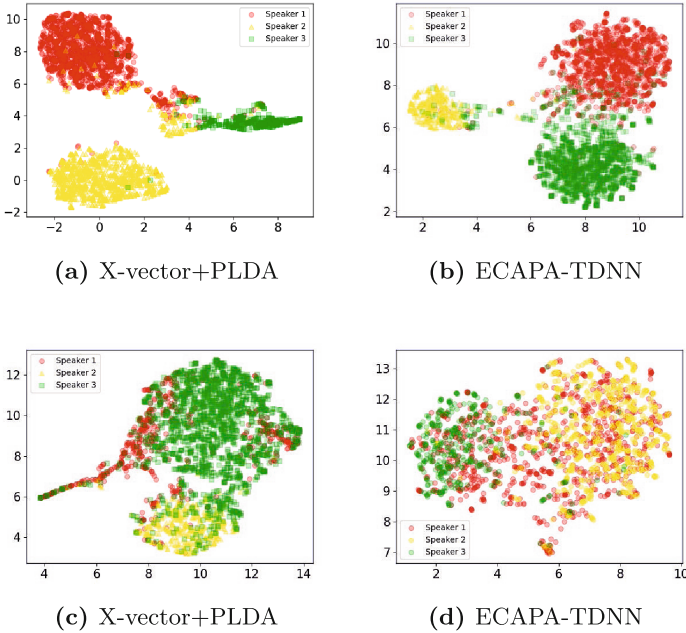 10
8
6
4
2
0
−2
−2 0 2 4 6 8
Speaker 1
Speaker 2
Speaker 3
(a) X-vector+PLDA
10
8
6
4
2
2 4 6 8 10
Speaker 1
Speaker 2
Speaker 3
(b) ECAPA-TDNN
12
10
8
6
4
4 6 8 10 12 14
Speaker 1
Speaker 2
Speaker 3
(c) X-vector+PLDA
13
12
11
10
9
8
7
2 4 6 8 10
Speaker 1
Speaker 2
Speaker 3
(d) ECAPA-TDNN